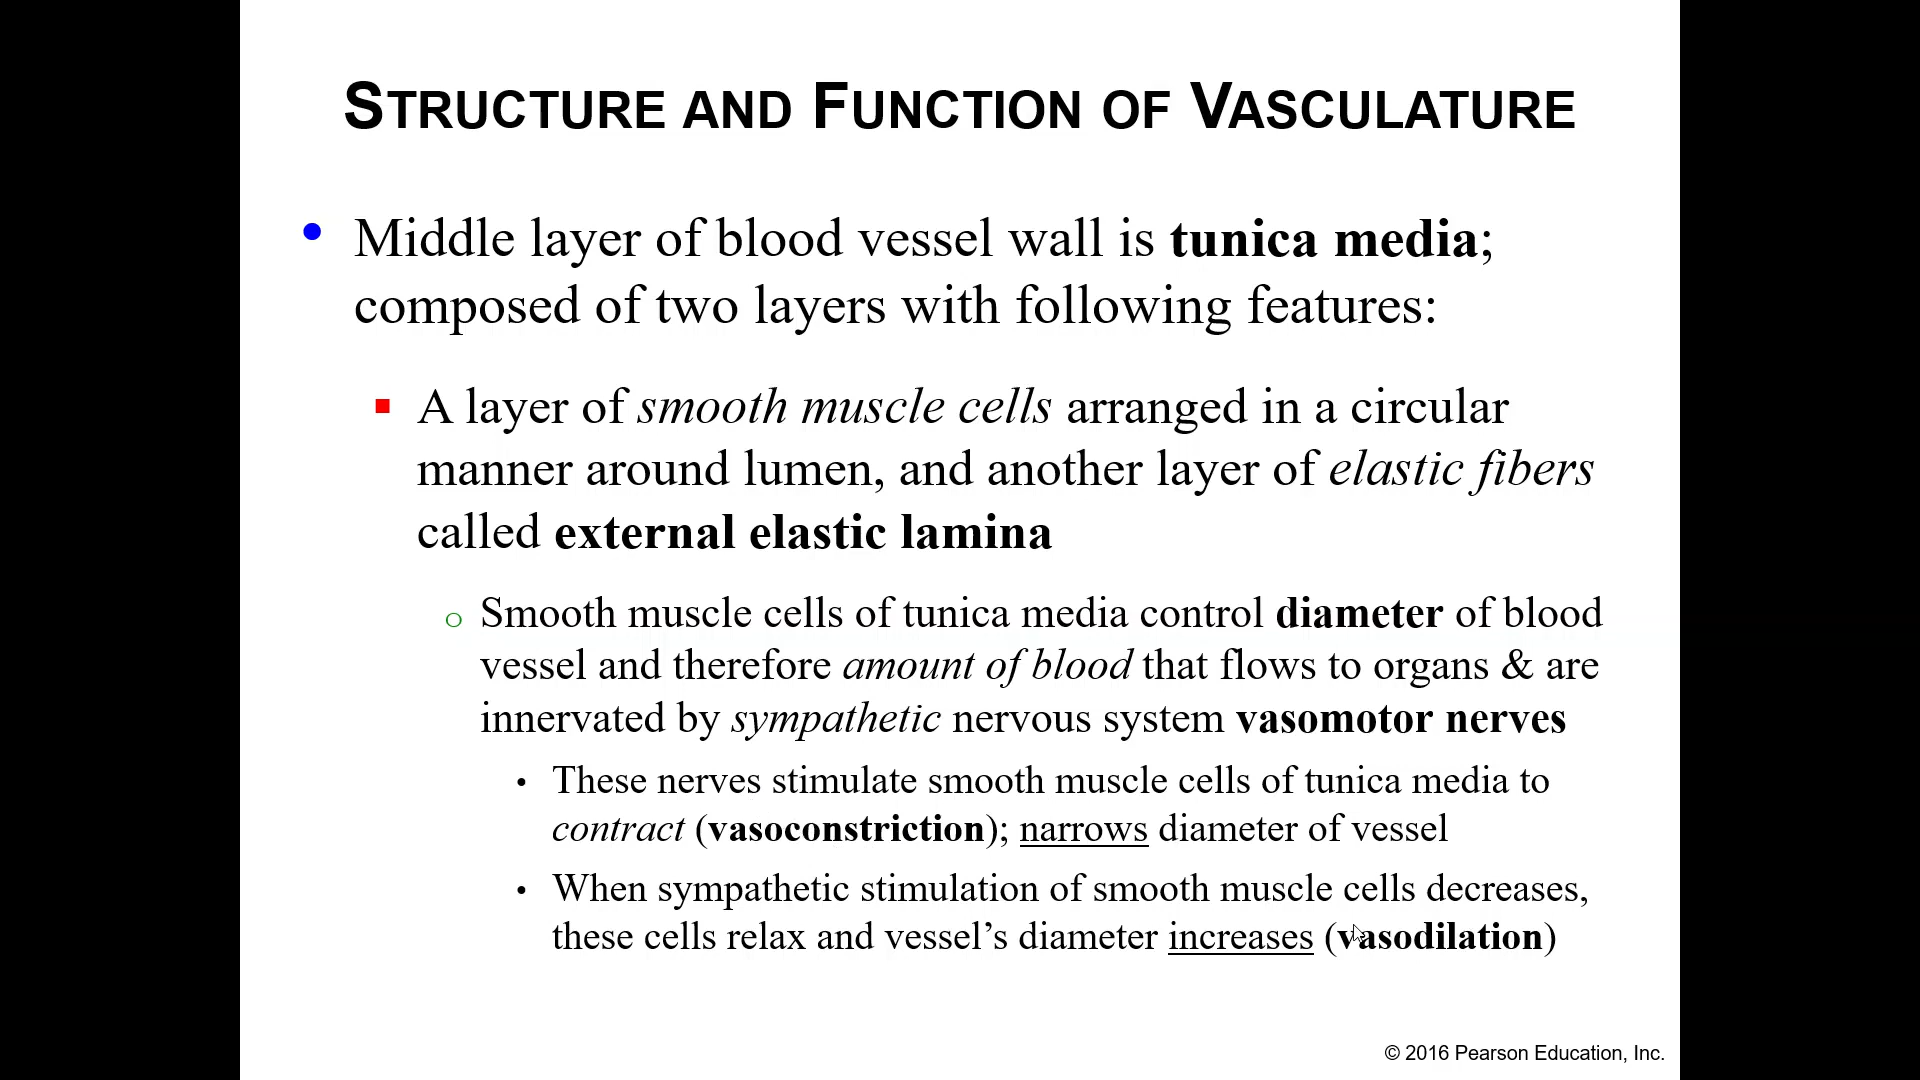 STRUCTURE AND FUNCTION OF VASCULATURE
• Middle layer of blood vessel wall is tunica media;
composed of two layers with following features:
▪ A layer of smooth muscle cells arranged in a circular
manner around lumen, and another layer of elastic fibers
called external elastic lamina
o Smooth muscle cells of tunica media control diameter of blood
vessel and therefore amount of blood that flows to organs & are
innervated by sympathetic nervous system vasomotor nerves
• These nerves stimulate smooth muscle cells of tunica media to
contract (vasoconstriction); narrows diameter of vessel
• When sympathetic stimulation of smooth muscle cells decreases,
these cells relax and vessel’s diameter increases (vasodilation)
© 2016 Pearson Education, Inc.